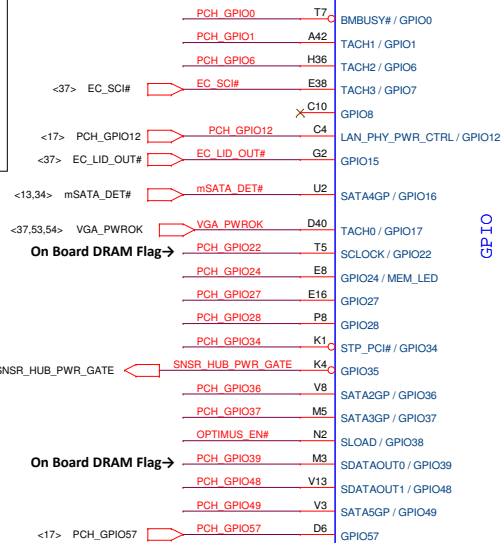 PCH_GPIO0 T7 BMBUSY# / GPIO0
PCH_GPIO1 A42 TACH1 / GPIO1
PCH_GPIO6 H36 TACH2 / GPIO6
<37> EC_SCI# EC_SCI# E38 TACH3 / GPIO7
C10 GPIO8
<17> PCH_GPIO12 PCH_GPIO12 C4 LAN_PHY_PWR_CTRL / GPIO12
<37> EC_LID_OUT# EC_LID_OUT# G2 GPIO15
<13,34> mSATA_DET# mSATA_DET# U2 SATA4GP / GPIO16
<37,53,54> VGA_PWROK VGA_PWROK D40 TACH0 / GPIO17
On Board DRAM Flag→ PCH_GPIO22 T5 SCLOCK / GPIO22
PCH_GPIO24 E8 GPIO24 / MEM_LED
PCH_GPIO27 E16 GPIO27
PCH_GPIO28 P8 GPIO28
PCH_GPIO34 K1 STP_PCI# / GPIO34
SNSR_HUB_PWR_GATE SNSR_HUB_PWR_GATE K4 GPIO35
PCH_GPIO36 V8 SATA2GP / GPIO36
PCH_GPIO37 M5 SATA3GP / GPIO37
OPTIMUS_EN# N2 SLOAD / GPIO38
On Board DRAM Flag→ PCH_GPIO39 M3 SDATAOUT0 / GPIO39
PCH_GPIO48 V13 SDATAOUT1 / GPIO48
PCH_GPIO49 V3 SATA5GP / GPIO49
<17> PCH_GPIO57 PCH_GPIO57 D6 GPIO57
GPIO